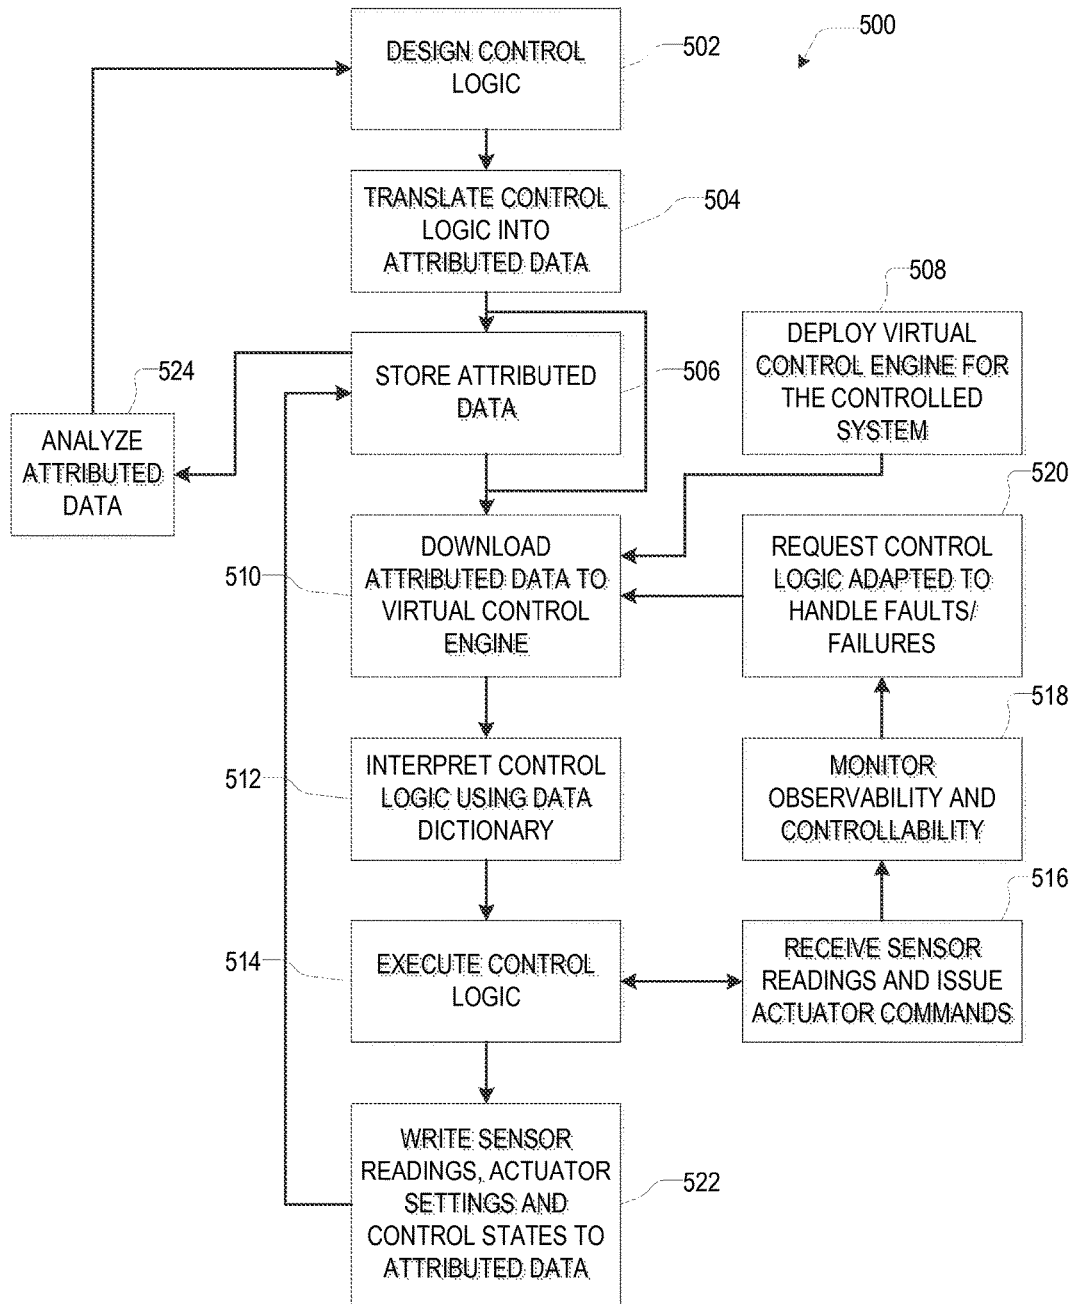 500
DESIGN CONTROL
LOGIC
502
TRANSLATE CONTROL
LOGIC INTO
ATTRIBUTED DATA
504
508
DEPLOY VIRTUAL
CONTROL ENGINE FOR
THE CONTROLLED
SYSTEM
STORE ATTRIBUTED
DATA
506
524
ANALYZE
ATTRIBUTED
DATA
510
DOWNLOAD
ATTRIBUTED DATA TO
VIRTUAL CONTROL
ENGINE
520
REQUEST CONTROL
LOGIC ADAPTED TO
HANDLE FAULTS/
FAILURES
512
INTERPRET CONTROL
LOGIC USING DATA
DICTIONARY
518
MONITOR
OBSERVABILITY AND
CONTROLLABILITY
514
EXECUTE CONTROL
LOGIC
516
RECEIVE SENSOR
READINGS AND ISSUE
ACTUATOR COMMANDS
WRITE SENSOR
READINGS, ACTUATOR
SETTINGS AND
CONTROL STATES TO
ATTRIBUTED DATA
522